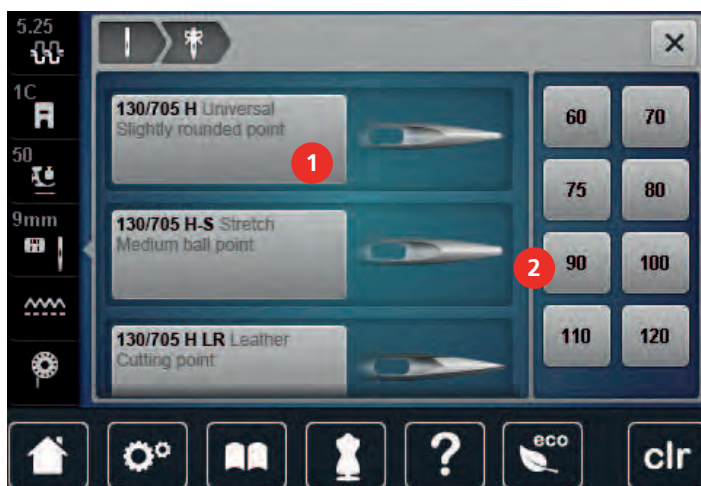 5.25
1C
50
9mm
130/705 H Universal
Slightly rounded point
1
130/705 H-S Stretch
Medium ball point
130/705 H LR Leather
Cutting point
60 70
75 80
2
90 100
110 120
eco
clr
?